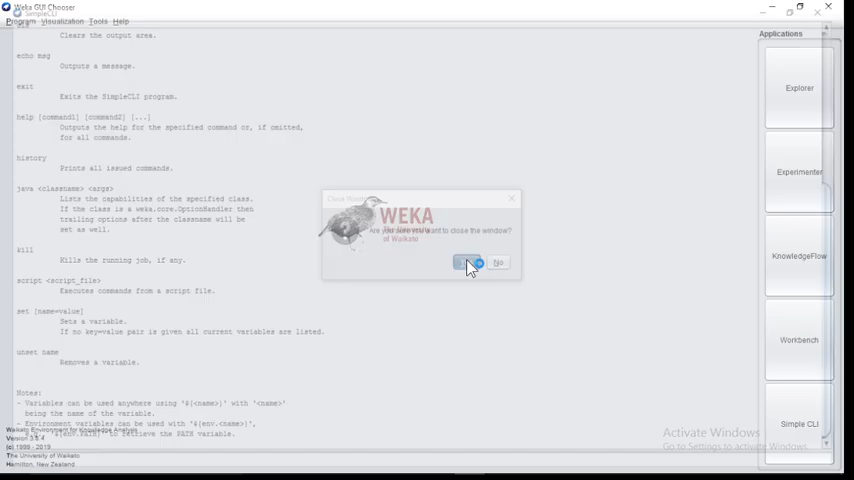 Weka GUI Chooser
SimpleCLI
Program Visualization Tools Help
Applications
Clears the output area.
echo msg
Outputs a message.
exit
Exits the SimpleCLI program.
help [command1] [command2] [...]
Outputs the help for the specified command or, if omitted,
for all commands.
history
Prints all issued commands.
java <classname> <args>
Lists the capabilities of the specified class.
If the class is a weka.core.OptionHandler then
trailing options after the classname will be
set as well.
kill
Kills the running job, if any.
script <script_file>
Executes commands from a script file.
set [name=value]
Sets a variable.
If no key=value pair is given all current variables are listed.
unset name
Removes a variable.
Notes:
- Variables can be used anywhere using '${<name>}' with '<name>'
being the name of the variable.
- Environment variables can be used with '${env.<name>}',
'${env.PATH}' to retrieve the PATH variable.
Waikato Environment for Knowledge Analysis
Version
(c) 1999 - 2019
The University of Waikato
Hamilton, New Zealand
Close
WEKA
The University
of Waikato
Are you sure you want to close the window?
No
Explorer
Experimenter
KnowledgeFlow
Workbench
Simple CLI
Activate Windows
Go to Settings to activate Windows.